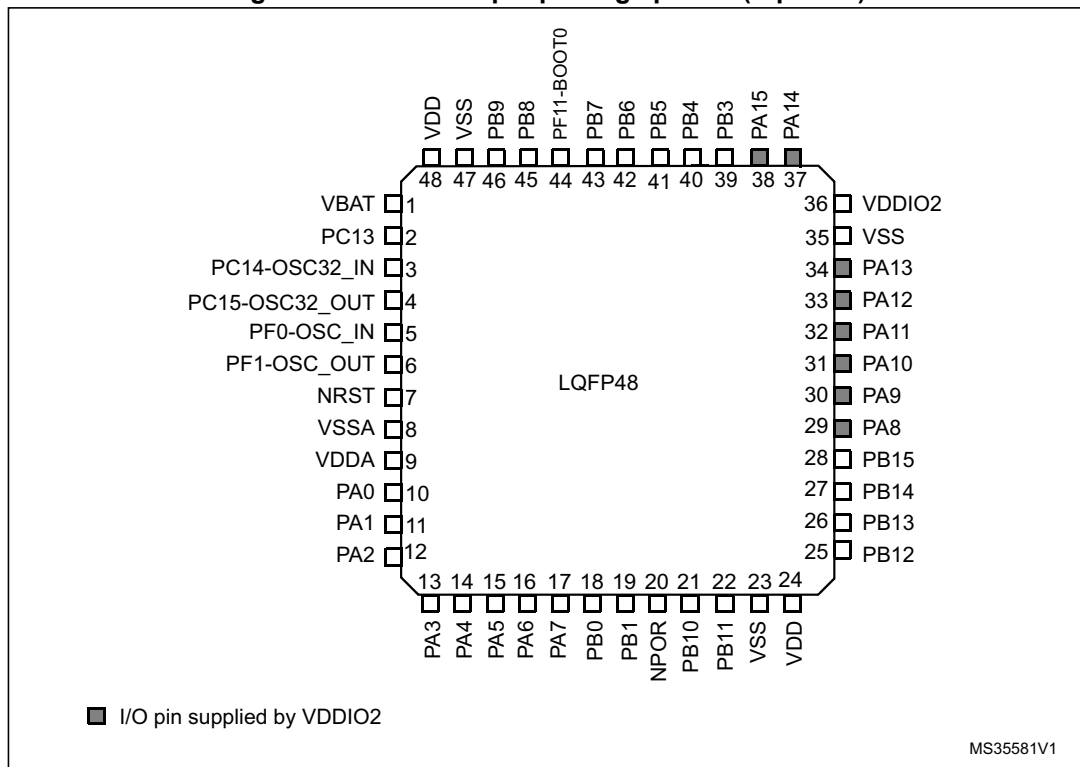 VDD
VSS
PB9
PB8
PF11-BOOT0
PB7
PB6
PB5
PB4
PB3
PA15
PA14
48 47 46 45 44 43 42 41 40 39 38 37
VBAT 1
PC13 2
PC14-OSC32_IN 3
PC15-OSC32_OUT 4
PF0-OSC_IN 5
PF1-OSC_OUT 6
NRST 7
VSSA 8
VDDA 9
PA0 10
PA1 11
PA2 12
LQFP48
36 VDDIO2
35 VSS
34 PA13
33 PA12
32 PA11
31 PA10
30 PA9
29 PA8
28 PB15
27 PB14
26 PB13
25 PB12
13 14 15 16 17 18 19 20 21 22 23 24
PA3
PA4
PA5
PA6
PA7
PB0
PB1
NPOR
PB10
PB11
VSS
VDD
I/O pin supplied by VDDIO2
MS35581V1